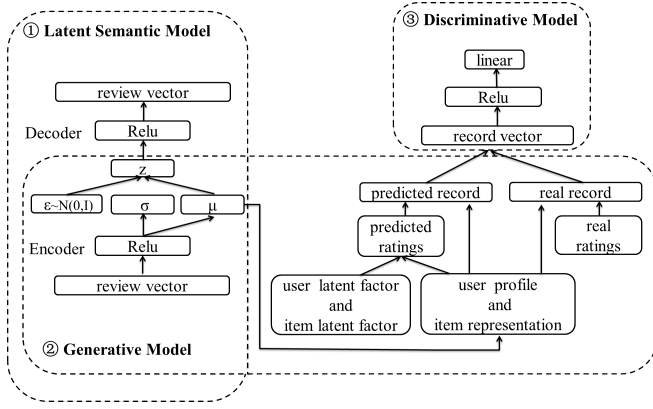 ① Latent Semantic Model
review vector
Decoder
Relu
z
ε~N(0,I)
σ
μ
Encoder
Relu
review vector
② Generative Model
③ Discriminative Model
linear
Relu
record vector
predicted record
real record
predicted
ratings
real
ratings
user latent factor
and
item latent factor
user profile
and
item representation